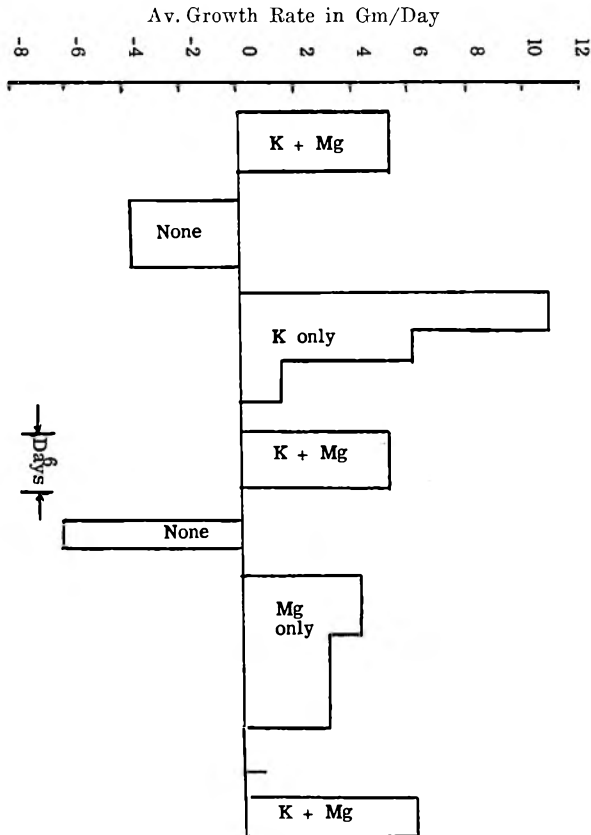 Av. Growth Rate in Gm/Day
-8 -6 -4 -2 0 2 4 6 8 10 12
K + Mg
None
K only
K + Mg
6
Days
None
Mg
only
K + Mg